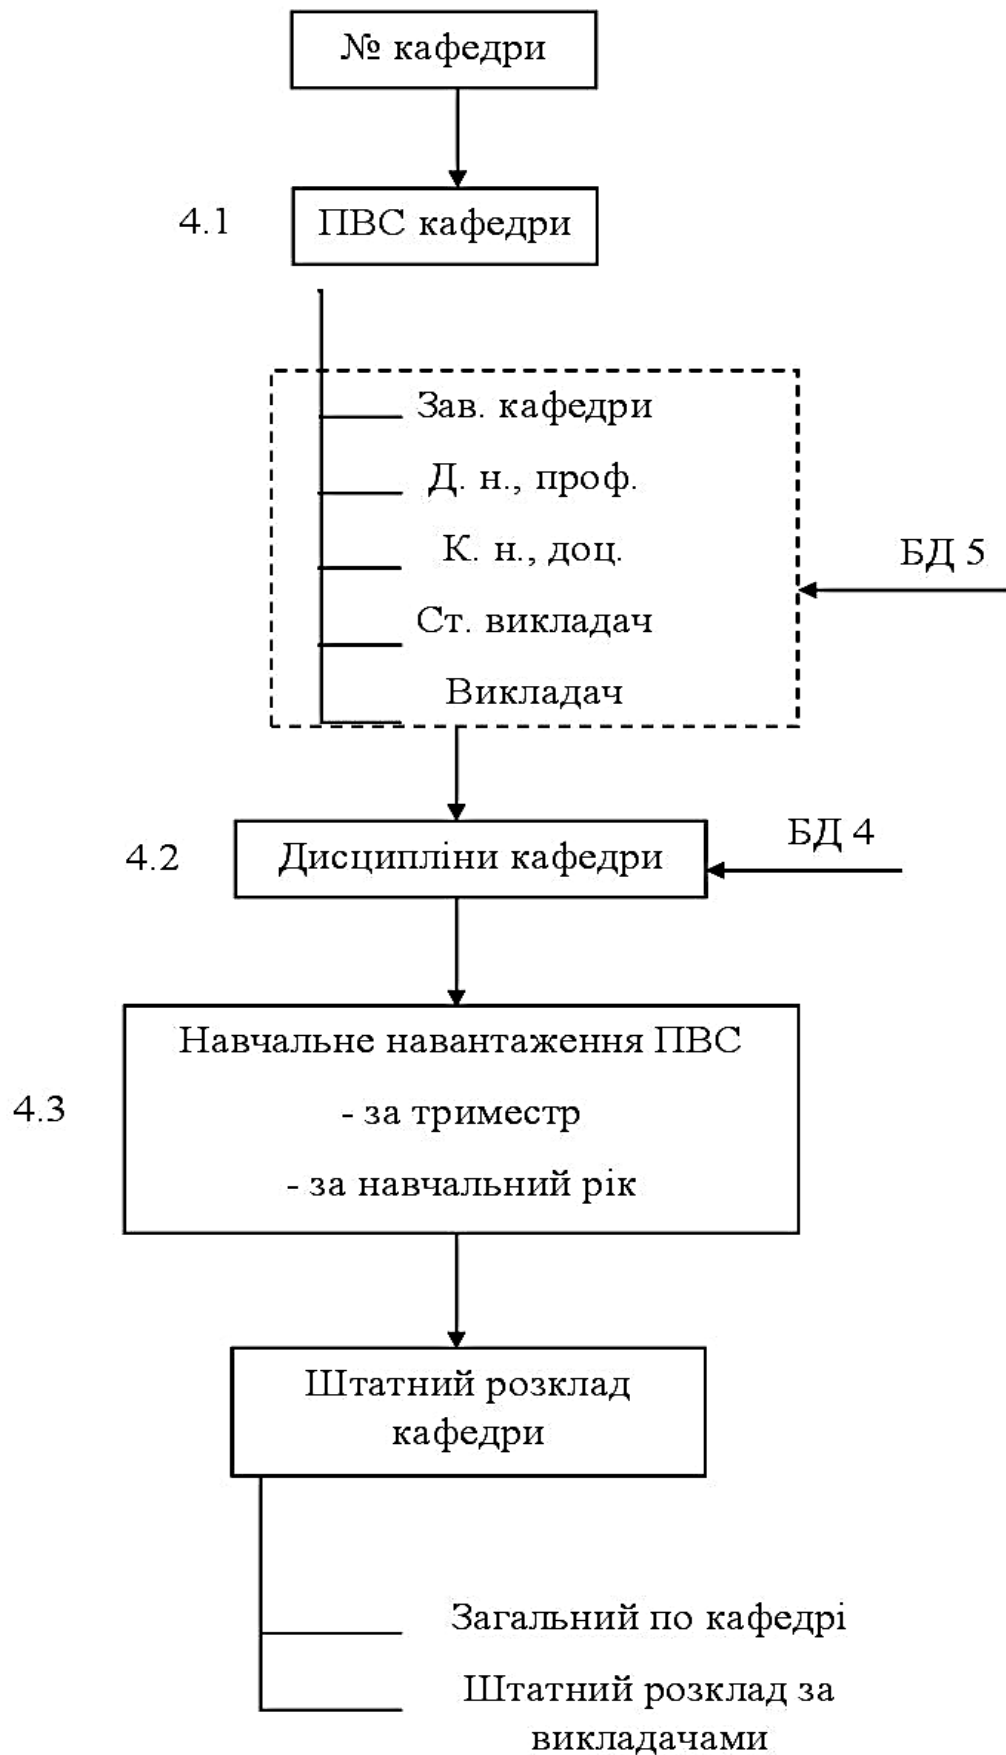 № кафедри
4.1
ПВС кафедри
Зав. кафедри
Д. н., проф.
К. н., доц.
БД 5
Ст. викладач
Викладач
БД 4
4.2
Дисципліни кафедри
Навчальне навантаження ПВС
4.3
- за триместр
- за навчальний рік
Штатний розклад
кафедри
Загальний по кафедрі
Штатний розклад за
викладачами